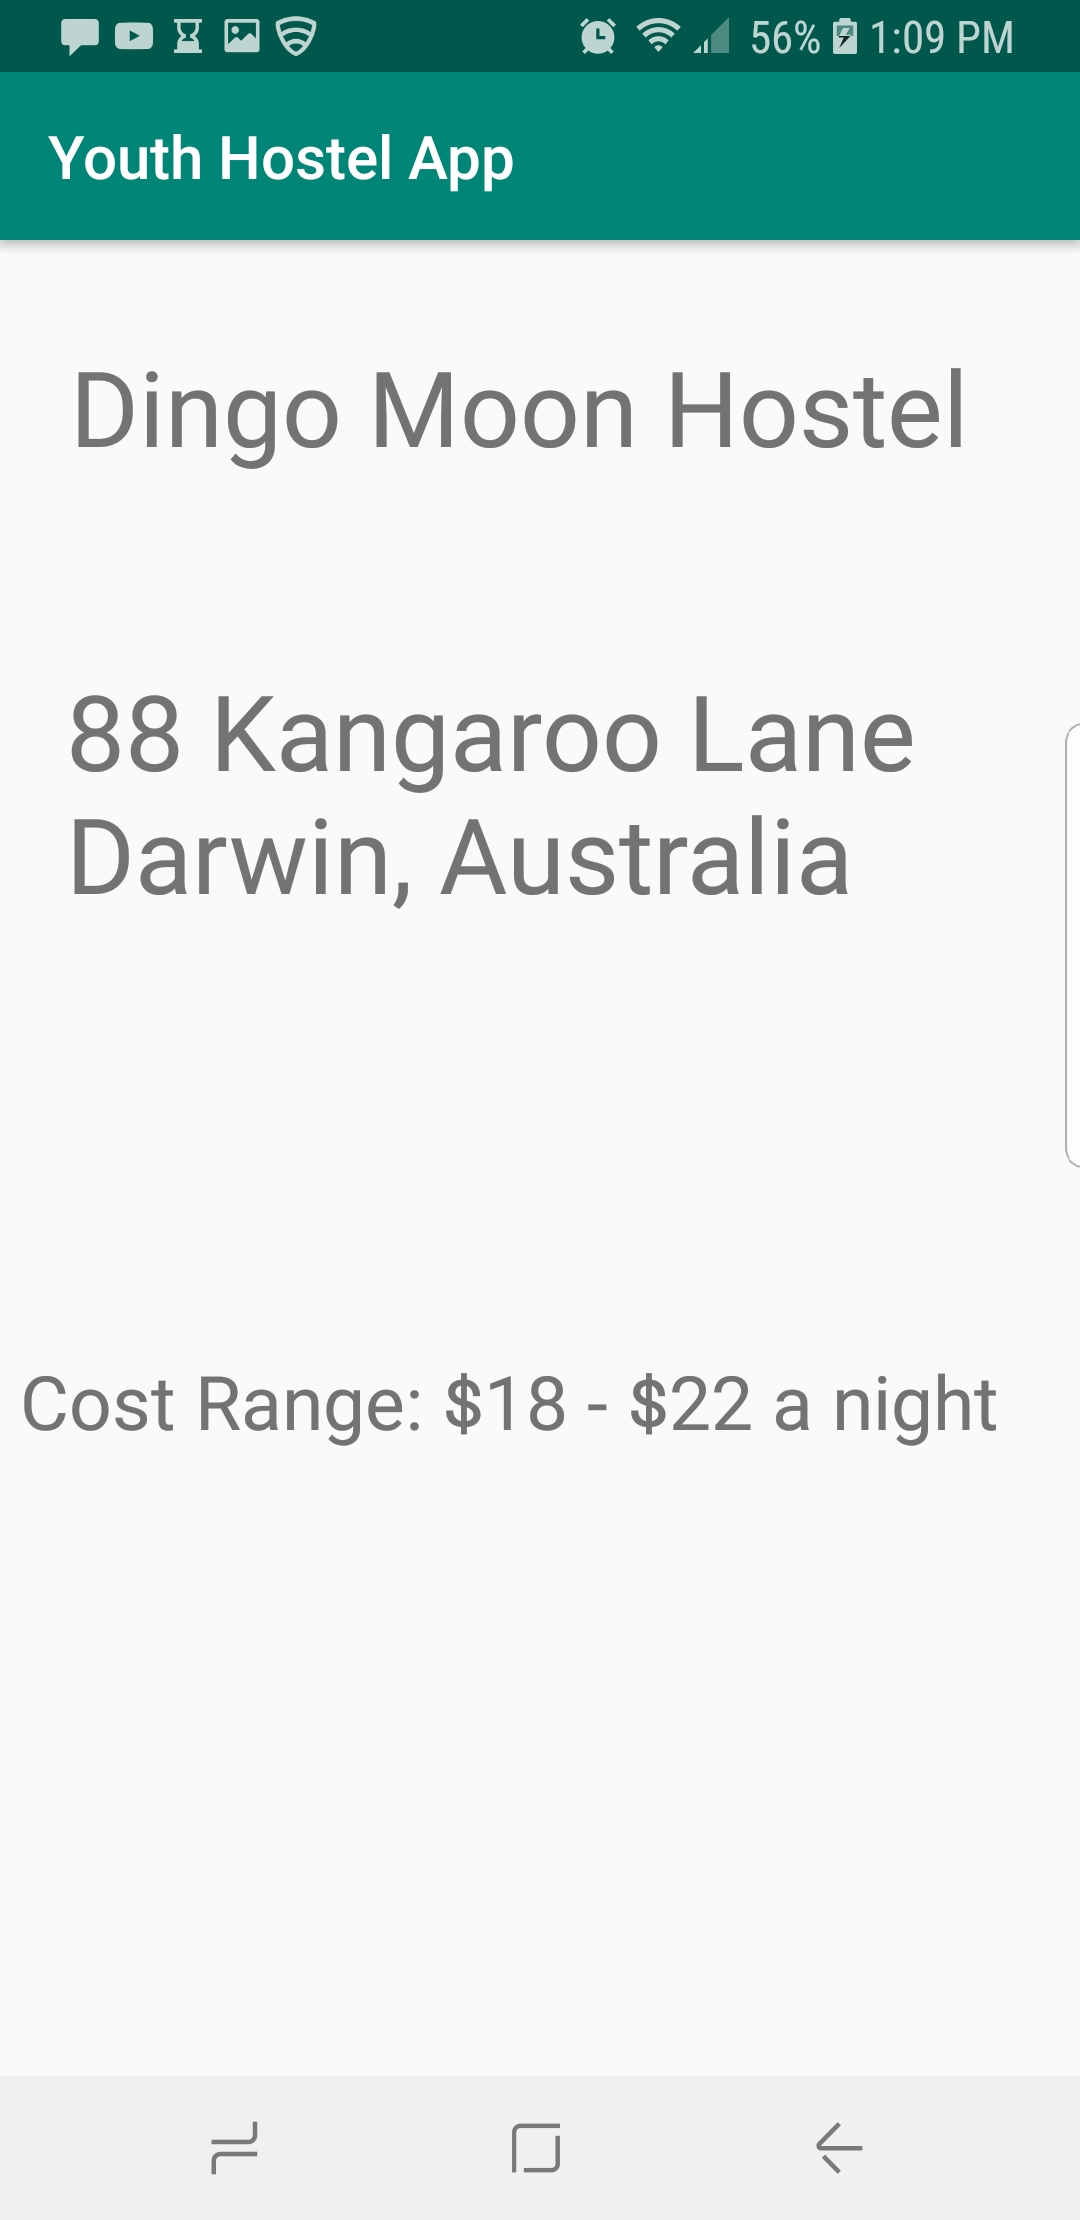 56% 1:09 PM
Youth Hostel App
Dingo Moon Hostel
88 Kangaroo Lane
Darwin, Australia
Cost Range: $18 - $22 a night